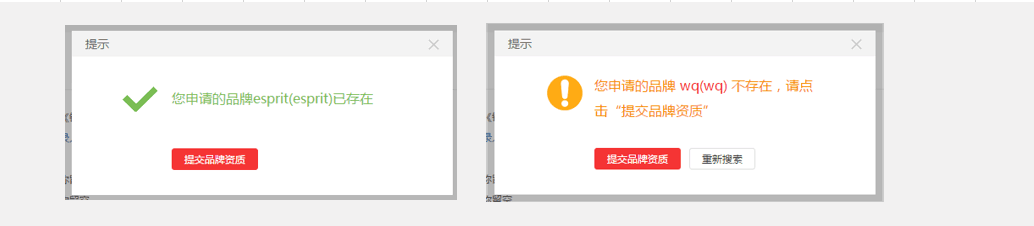 提示
您申请的品牌esprit(esprit)已存在
提交品牌资质
提示
您申请的品牌 wq(wq) 不存在，请点
击“提交品牌资质”
提交品牌资质
重新搜索